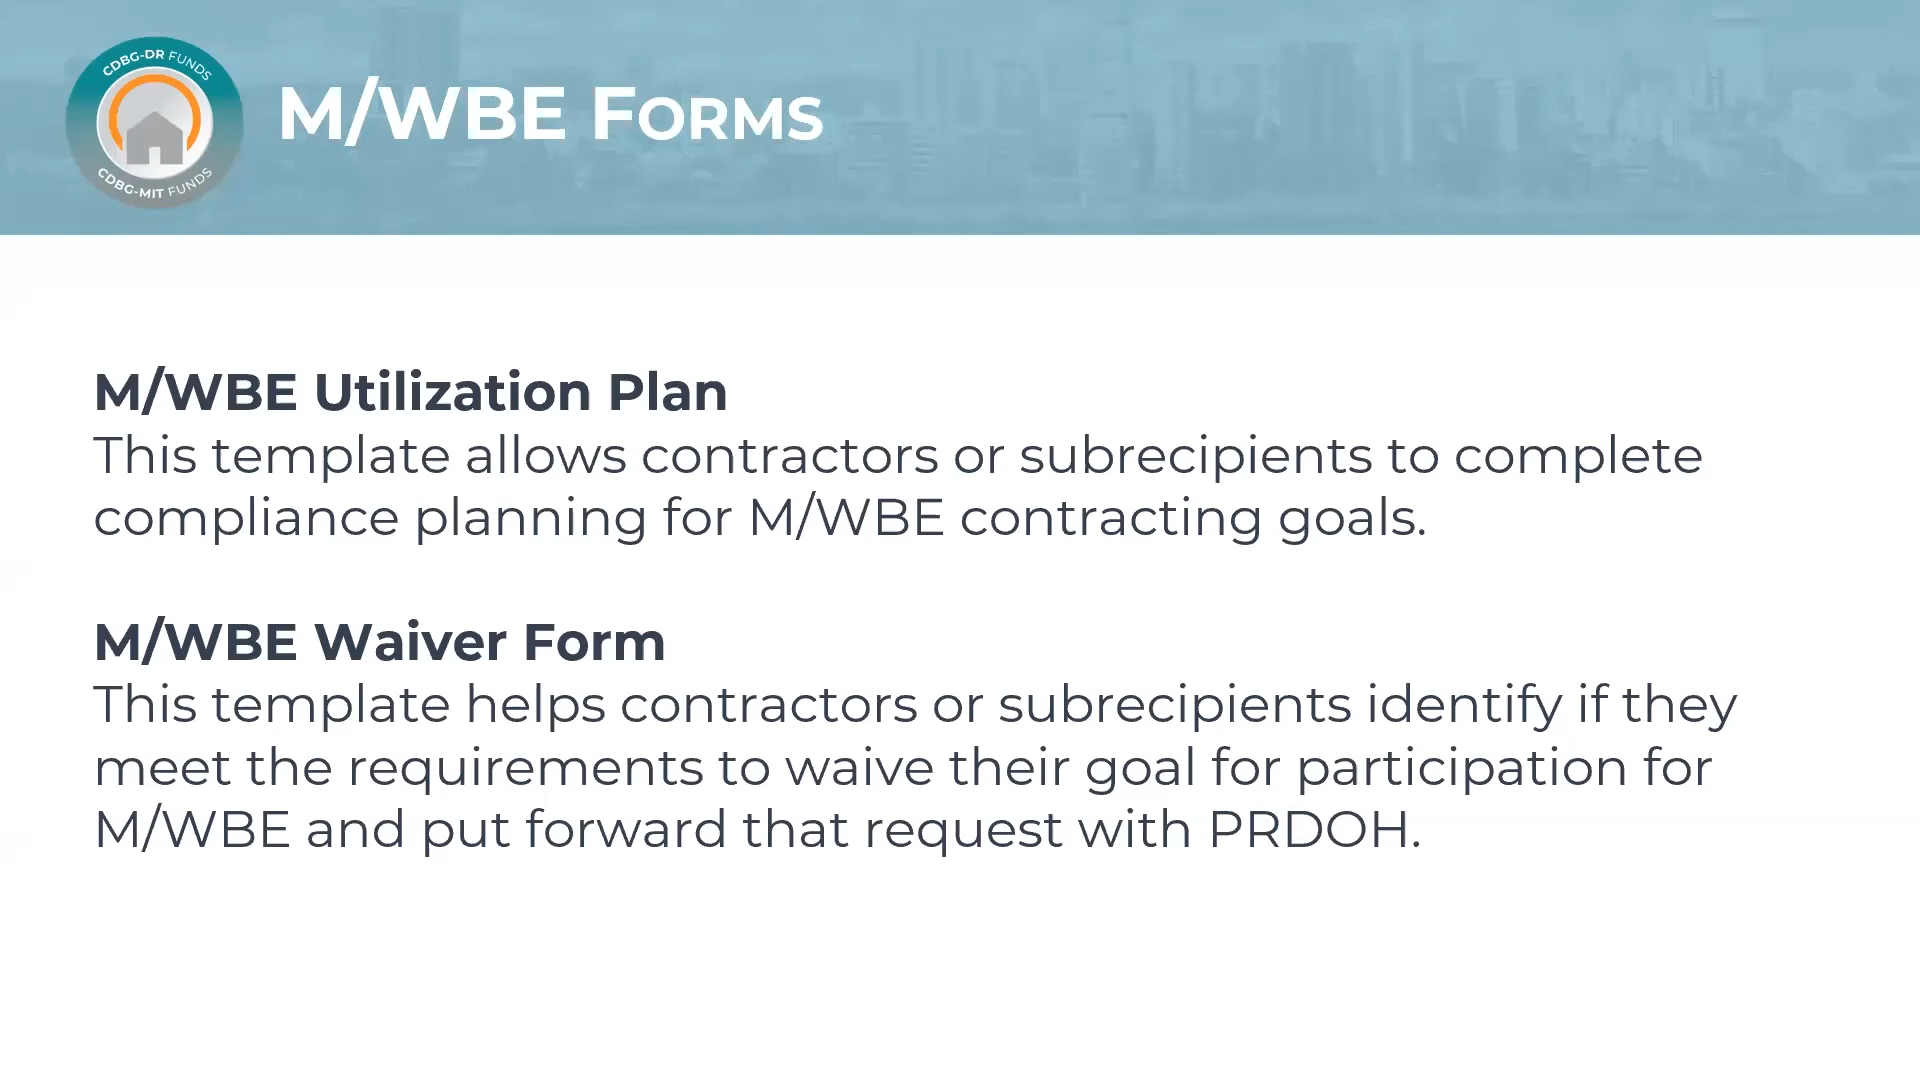 CDBG-DR FUNDS
CDBG-MIT FUNDS
M/WBE FORMS
M/WBE Utilization Plan
This template allows contractors or subrecipients to complete
compliance planning for M/WBE contracting goals.
M/WBE Waiver Form
This template helps contractors or subrecipients identify if they
meet the requirements to waive their goal for participation for
M/WBE and put forward that request with PRDOH.